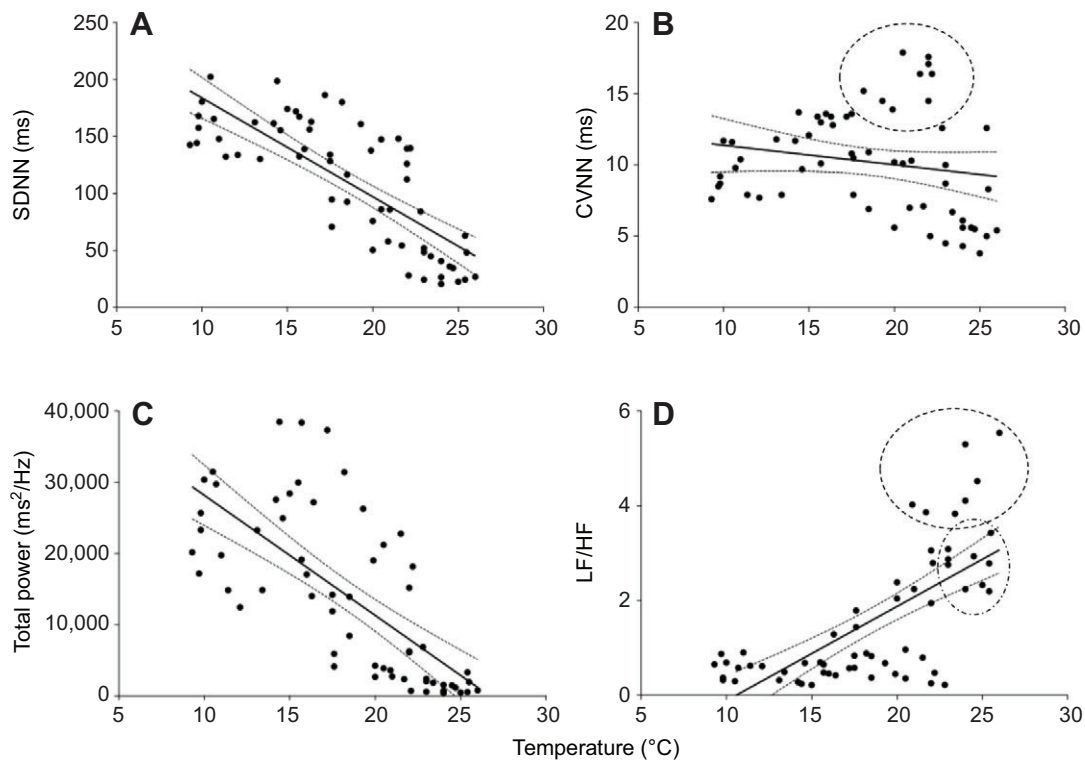 A
B
250
200
150
100
50
0
SDNN (ms)
5 10 15 20 25 30
20
15
10
5
0
CVNN (ms)
5 10 15 20 25 30
C
D
40,000
30,000
20,000
10,000
0
Total power (ms²/Hz)
5 10 15 20 25 30
6
4
2
0
LF/HF
5 10 15 20 25 30
Temperature (°C)